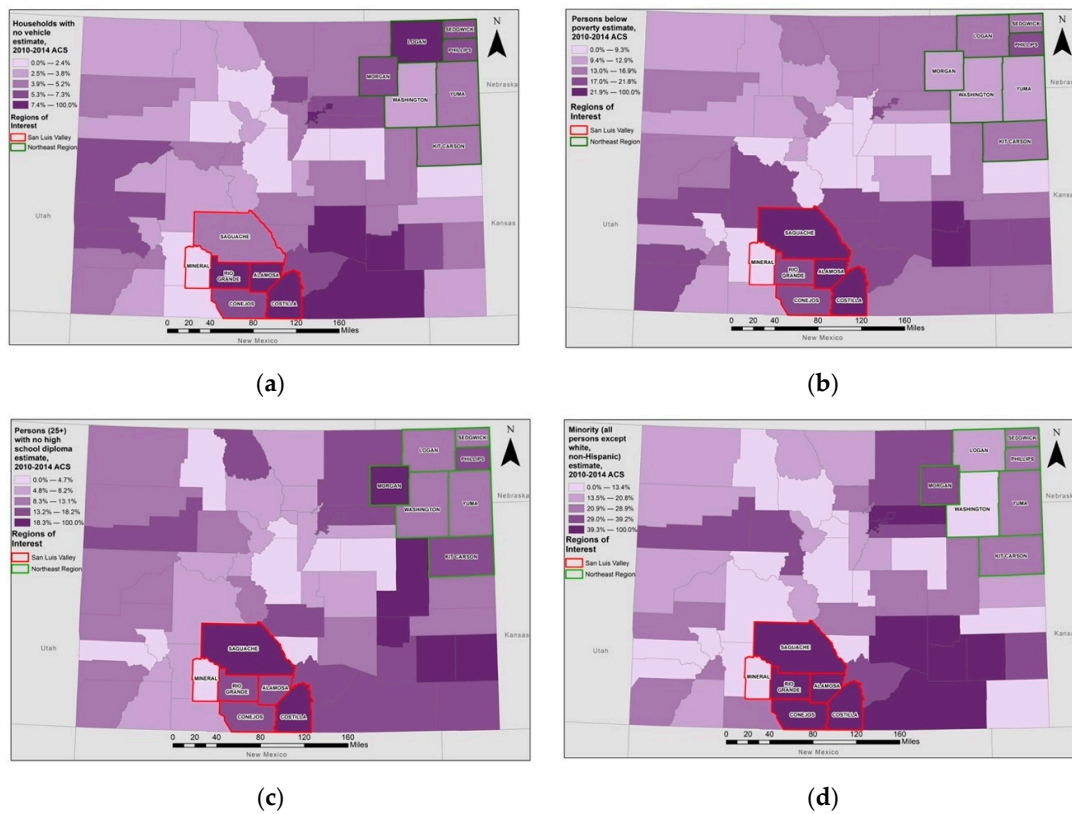 Households with
no vehicle
estimate,
2010-2014 ACS
0.0% — 2.4%
2.5% — 3.8%
3.9% — 5.2%
5.3% — 7.3%
7.4% — 100.0%
Regions of
Interest
San Luis Valley
Northeast Region
N
LOGAN
SEDGWICK
PHILLIPS
MORGAN
WASHINGTON
YUMA
KIT CARSON
Nebraska
Kansas
Utah
SAGUACHE
MINERAL
RIO
GRANDE
ALAMOSA
CONEJOS
COSTILLA
0 20 40 80 120 160
Miles
New Mexico
(a)
Persons below
poverty estimate,
2010-2014 ACS
0.0% — 9.3%
9.4% — 12.9%
13.0% — 16.9%
17.0% — 21.8%
21.9% — 100.0%
Regions of
Interest
San Luis Valley
Northeast Region
N
LOGAN
SEDGWICK
PHILLIPS
MORGAN
WASHINGTON
YUMA
KIT CARSON
Nebraska
Kansas
Utah
SAGUACHE
MINERAL
RIO
GRANDE
ALAMOSA
CONEJOS
COSTILLA
0 20 40 80 120 160
Miles
New Mexico
(b)
Persons (25+)
with no high
school diploma
estimate,
2010-2014 ACS
0.0% — 4.7%
4.8% — 8.2%
8.3% — 13.1%
13.2% — 18.2%
18.3% — 100.0%
Regions of
Interest
San Luis Valley
Northeast Region
N
LOGAN
SEDGWICK
PHILLIPS
MORGAN
WASHINGTON
YUMA
KIT CARSON
Nebraska
Kansas
Utah
SAGUACHE
MINERAL
RIO
GRANDE
ALAMOSA
CONEJOS
COSTILLA
0 20 40 80 120 160
Miles
New Mexico
(c)
Minority (all
persons except
white,
non-Hispanic)
estimate,
2010-2014 ACS
0.0% — 13.4%
13.5% — 20.8%
20.9% — 28.9%
29.0% — 39.2%
39.3% — 100.0%
Regions of
Interest
San Luis Valley
Northeast Region
N
LOGAN
SEDGWICK
PHILLIPS
MORGAN
WASHINGTON
YUMA
KIT CARSON
Nebraska
Kansas
Utah
SAGUACHE
MINERAL
RIO
GRANDE
ALAMOSA
CONEJOS
COSTILLA
0 10 20 40 80 120 160
Miles
New Mexico
(d)